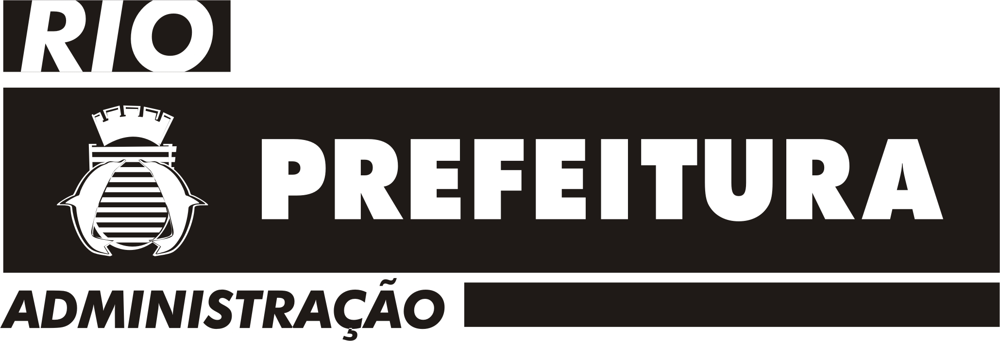 RIO
PREFEITURA
ADMINISTRAÇÃO